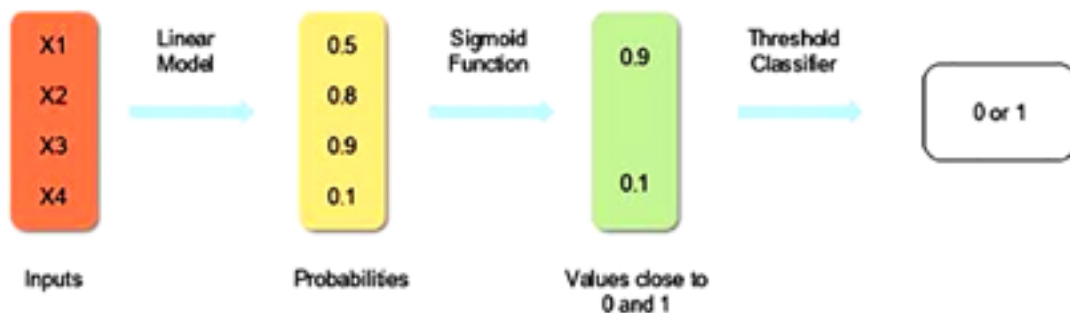 X1
X2
X3
X4
Inputs
Linear
Model
0.5
0.8
0.9
0.1
Probabilities
Sigmoid
Function
0.9
0.1
Values close to
0 and 1
Threshold
Classifier
0 or 1